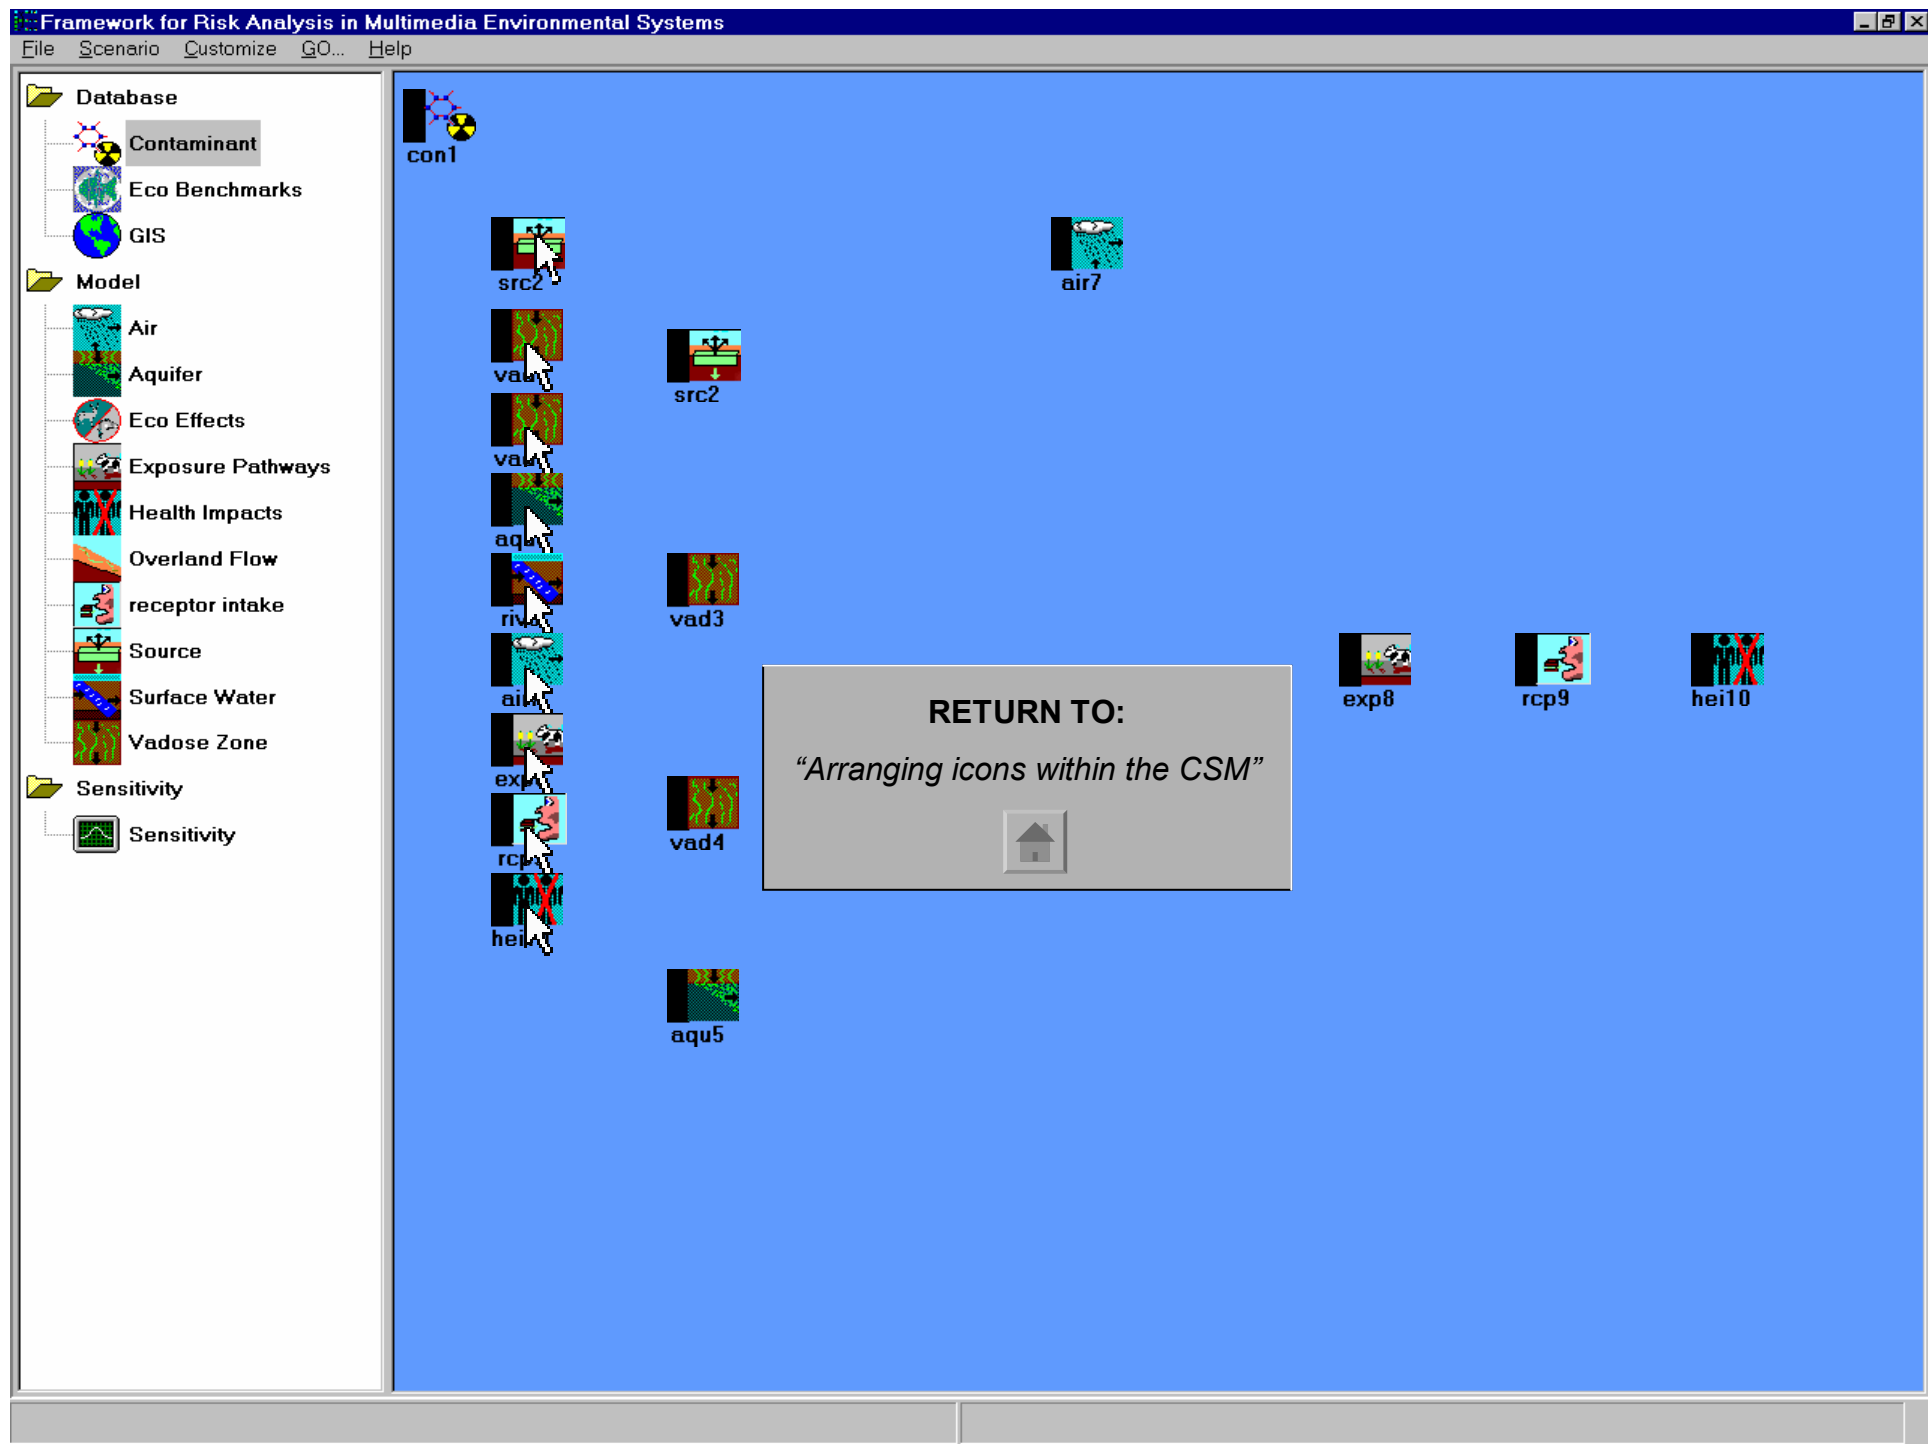 Framework for Risk Analysis in Multimedia Environmental Systems
File Scenario Customize GO... Help
Database
Contaminant
Eco Benchmarks
GIS
Model
Air
Aquifer
Eco Effects
Exposure Pathways
Health Impacts
Overland Flow
receptor intake
Source
Surface Water
Vadose Zone
Sensitivity
Sensitivity
con1
src2
air7
src2
vad3
exp8
rcp9
hei10
RETURN TO:
“Arranging icons within the CSM”
vad4
aqu5